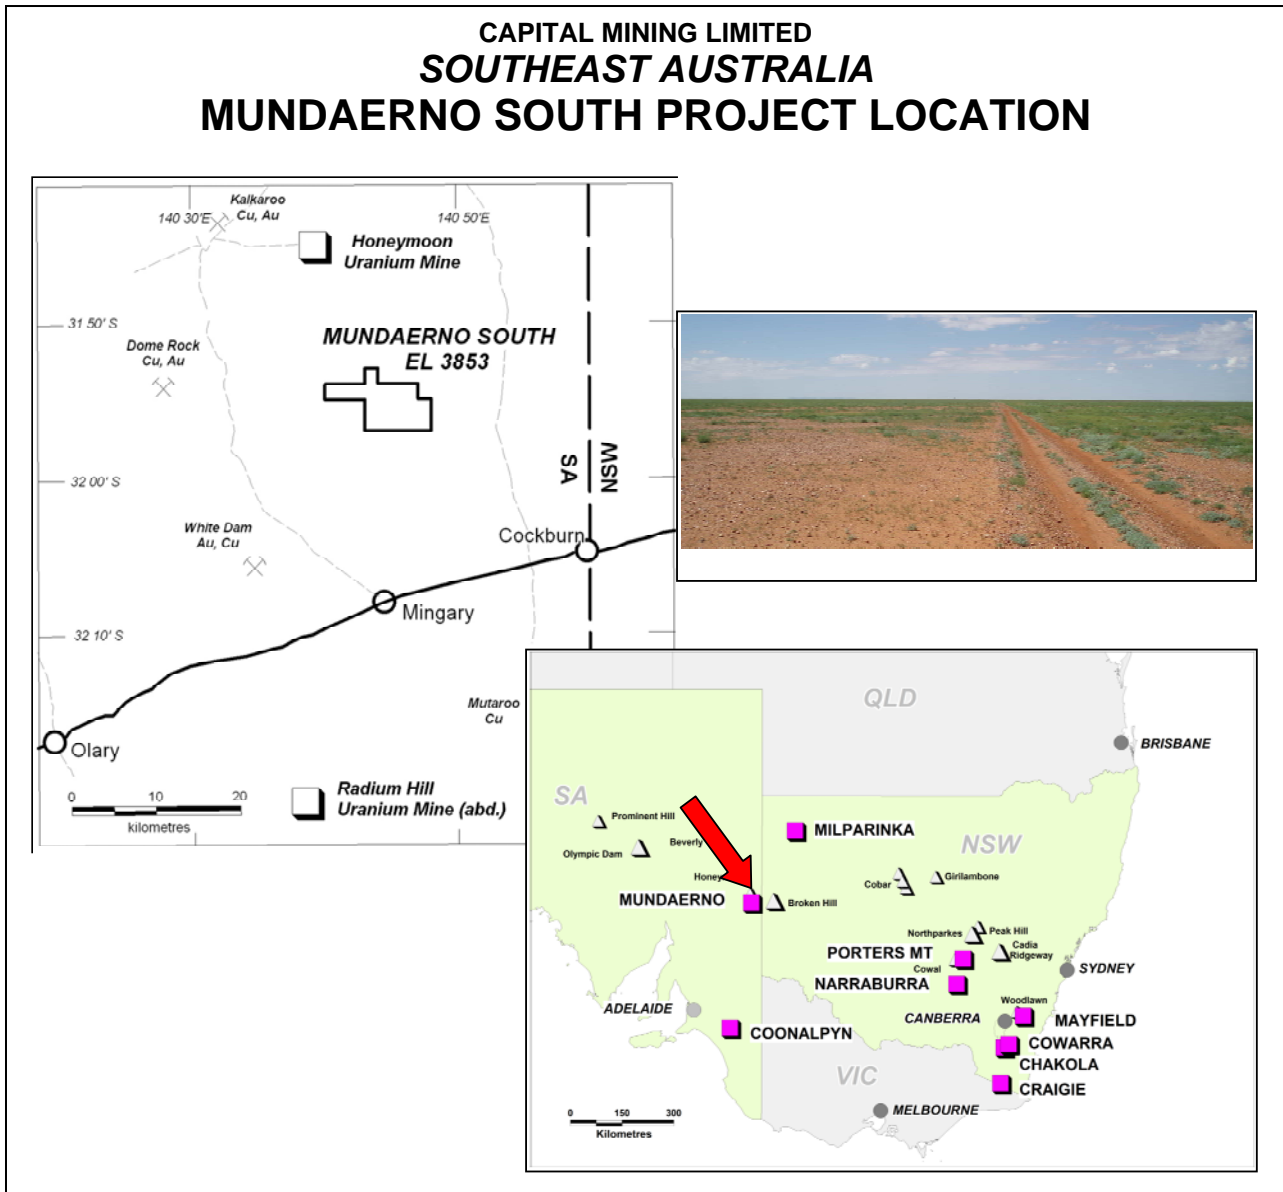 CAPITAL MINING LIMITED
SOUTHEAST AUSTRALIA
MUNDAERNO SOUTH PROJECT LOCATION
Kalkaroo
Cu, Au
140 30'E
140 50'E
Honeymoon
Uranium Mine
31 50' S
MUNDAERNO SOUTH
EL 3853
Dome Rock
Cu, Au
SA
NSW
32 00' S
White Dam
Au, Cu
Cockburn
Mingary
32 10' S
Mutaroo
Cu
Olary
Radium Hill
Uranium Mine (abd.)
0 10 20
kilometres
QLD
BRISBANE
SA
Prominent Hill
Olympic Dam
Beverly
MILPARINKA
NSW
Honey
Cobar
Girilambone
MUNDAERNO
Broken Hill
Northparkes
Peak Hill
Cadia
Ridgeway
PORTERS MT
Cowal
SYDNEY
NARRABURRA
Woodlawn
ADELAIDE
CANBERRA
MAYFIELD
COONALPYN
COWARRA
CHAKOLA
VIC
CRAIGIE
MELBOURNE
0 150 300
Kilometres